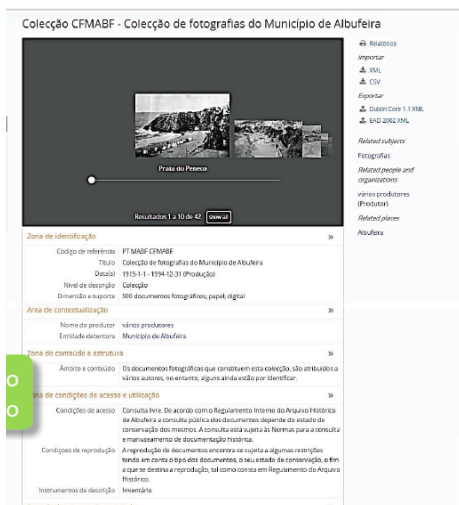 Colecção CFMABF - Colecção de fotografias do Município de Albufeira
Praia do Peneco
Resultados 1 a 10 de 42 Show all
Relatórios
Importar
XML
CSV
Exportar
Dublin Core 1.1 XML
EAD 2002 XML
Related subjects
Fotografias
Related people and
organizations
vários produtores
(Produtor)
Related places
Albufeira
Zona de identificação »
Código de referência PT MABF CFMABF
Título Colecção de fotografias do Município de Albufeira
Data(s) 1915-1-1 - 1994-12-31 (Produção)
Nível de descrição Colecção
Dimensão e suporte 500 documentos fotográficos; papel; digital
Área de contextualização »
Nome do produtor vários produtores
Entidade detentora Município de Albufeira
Zona do conteúdo e estrutura »
Âmbito e conteúdo Os documentos fotográficos que constituem esta colecção, são atribuídos a
vários autores, no entanto, alguns ainda estão por identificar.
O
O
ona de condições de acesso e utilização »
Condições de acesso Consulta livre. De acordo com o Regulamento Interno do Arquivo Histórico
de Albufeira a consulta pública dos documentos depende do estado de
conservação dos mesmos. A consulta está sujeita às Normas para a consulta
e manuseamento de documentação histórica.
Condiçoes de reprodução A reprodução de documentos encontra-se sujeita a algumas restrições
tendo em conta o tipo dos documentos, o seu estado de conservação, o fim
a que se destina a reprodução, tal como consta em Regulamento do Arquivo
Histórico.
Instrumentos de descrição Inventário